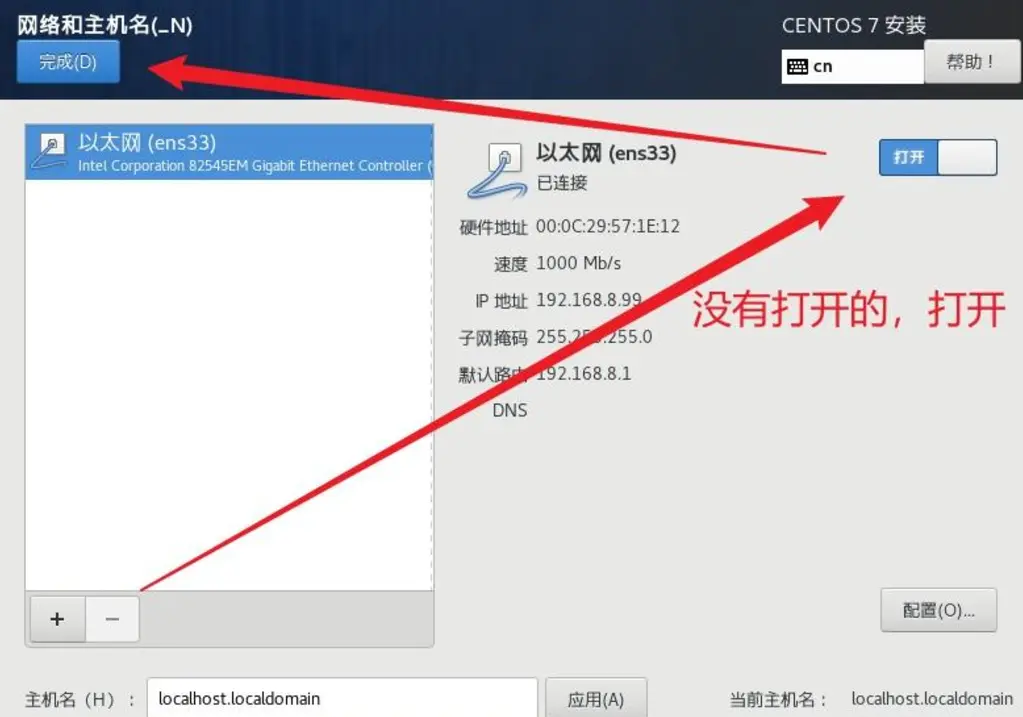 网络和主机名(_N)
CENTOS 7 安装
完成(D)
cn
帮助！
以太网 (ens33)
Intel Corporation 82545EM Gigabit Ethernet Controller (
以太网 (ens33)
已连接
打开
硬件地址 00:0C:29:57:1E:12
速度 1000 Mb/s
IP 地址 192.168.8.99
没有打开的，打开
子网掩码 255.255.255.0
默认路由 192.168.8.1
DNS
+ −
配置(O)...
主机名（H）：
localhost.localdomain
应用(A)
当前主机名：
localhost.localdomain